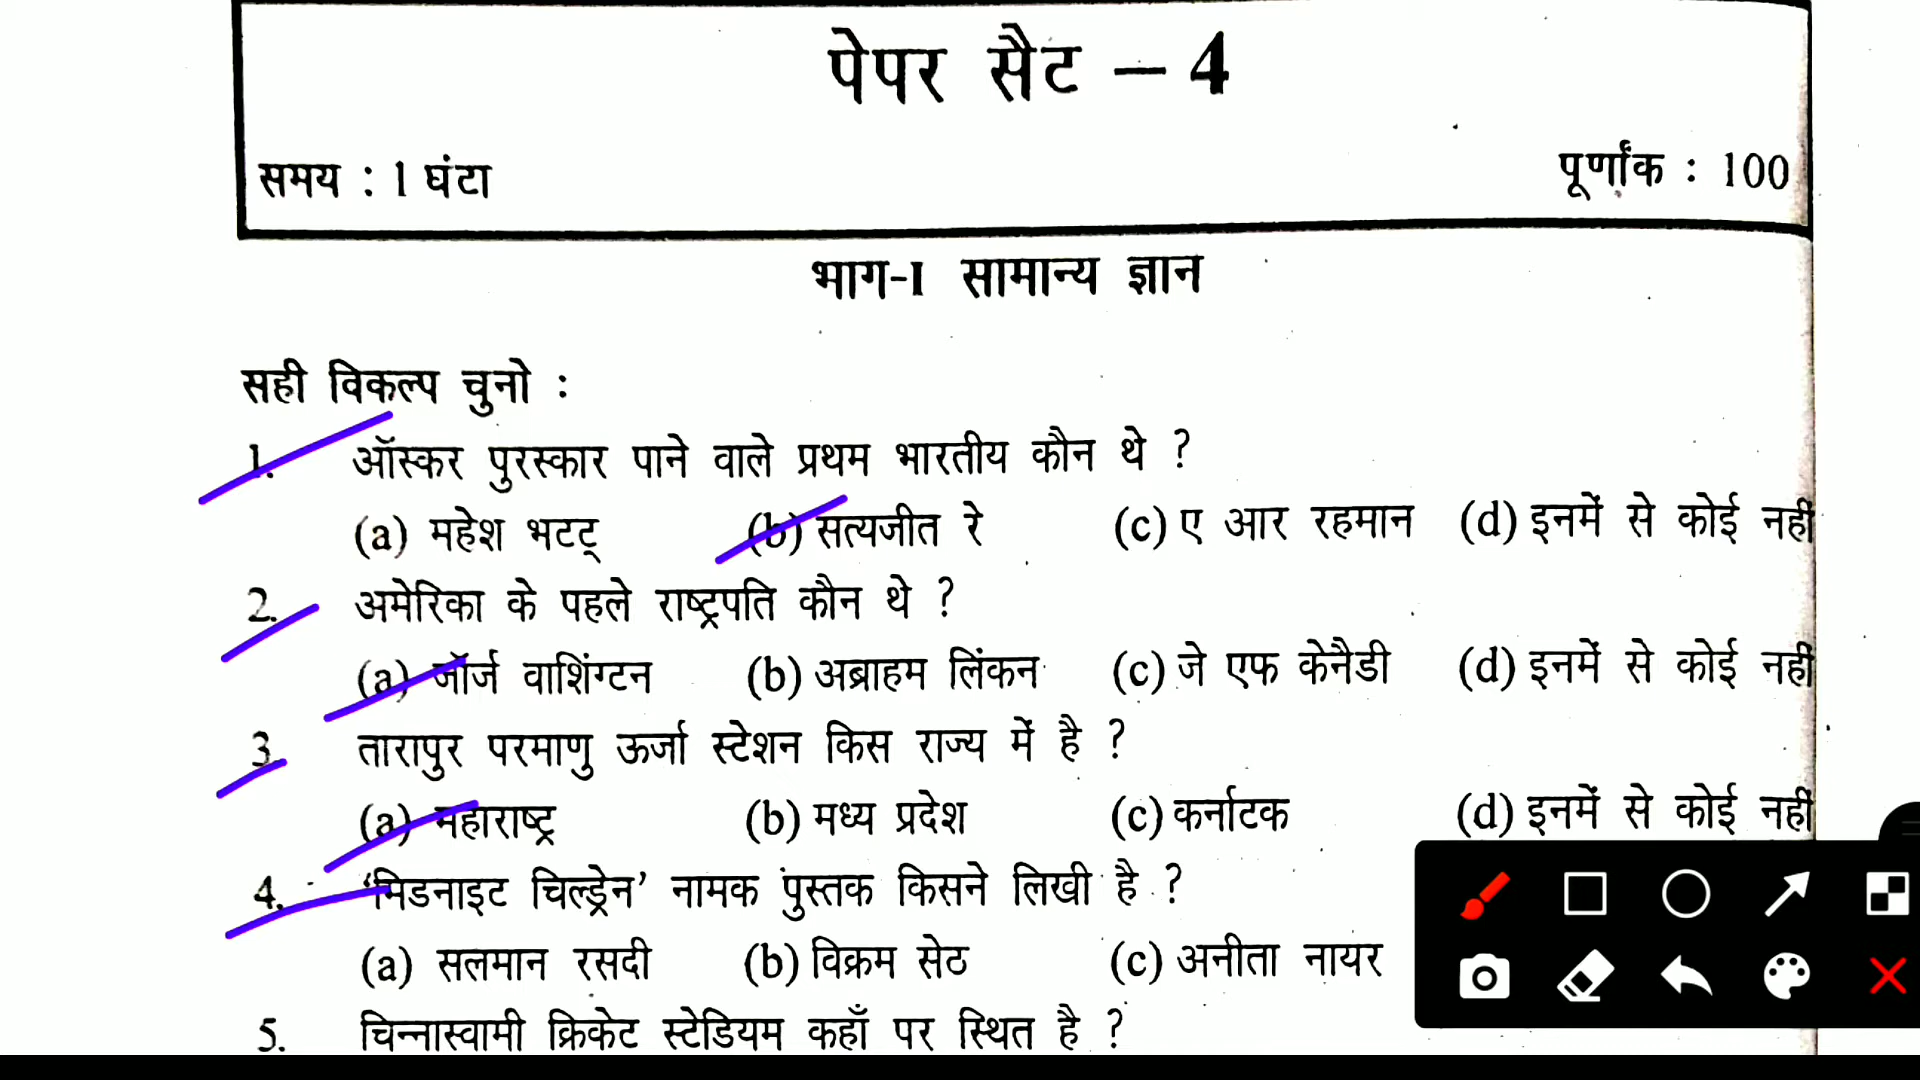 पेपर सैट – 4
समय : 1 घंटा पूर्णांक : 100
भाग-I सामान्य ज्ञान
सही विकल्प चुनो :
1. ऑस्कर पुरस्कार पाने वाले प्रथम भारतीय कौन थे ?
(a) महेश भटट् (b) सत्यजीत रे (c) ए आर रहमान (d) इनमें से कोई नहीं
2. अमेरिका के पहले राष्ट्रपति कौन थे ?
(a) जॉर्ज वाशिंग्टन (b) अब्राहम लिंकन (c) जे एफ केनैडी (d) इनमें से कोई नहीं
3. तारापुर परमाणु ऊर्जा स्टेशन किस राज्य में है ?
(a) महाराष्ट्र (b) मध्य प्रदेश (c) कर्नाटक (d) इनमें से कोई नहीं
4. ‘मिडनाइट चिल्ड्रेन’ नामक पुस्तक किसने लिखी है ?
(a) सलमान रसदी (b) विक्रम सेठ (c) अनीता नायर
5. चिन्नास्वामी क्रिकेट स्टेडियम कहाँ पर स्थित है ?